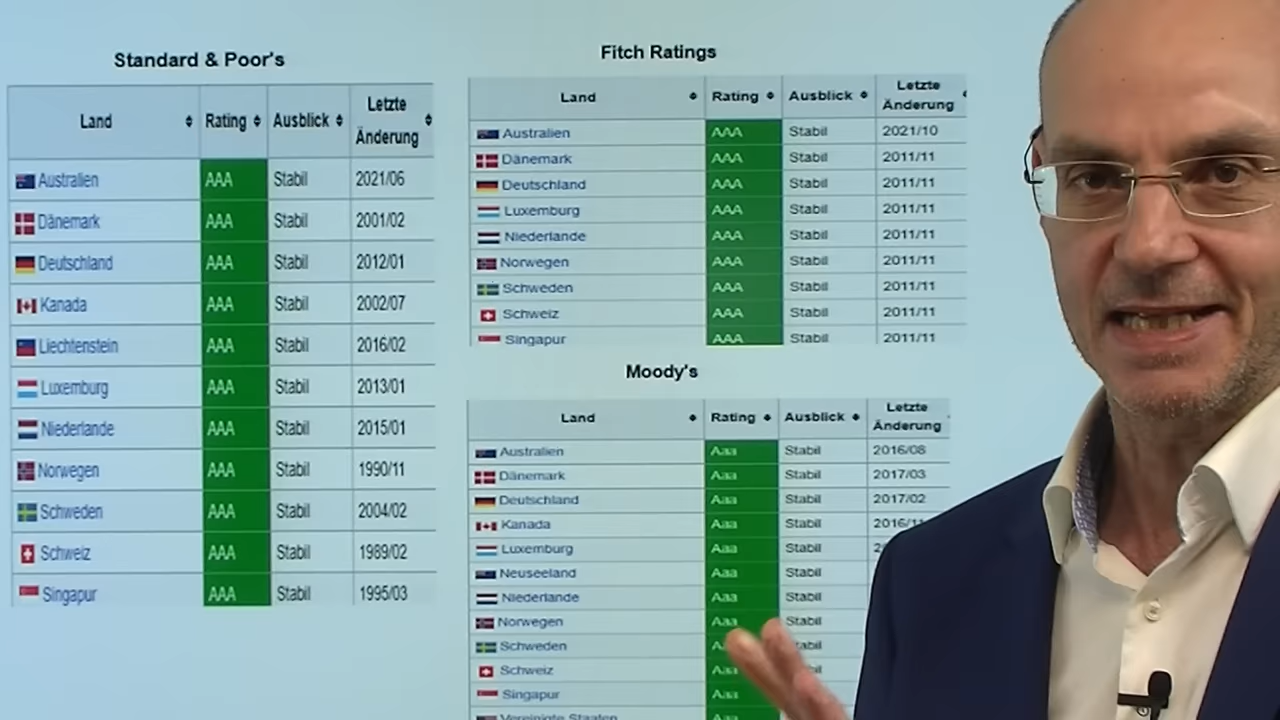 Standard & Poor's
Land Rating Ausblick Letzte Änderung
Australien AAA Stabil 2021/06
Dänemark AAA Stabil 2001/02
Deutschland AAA Stabil 2012/01
Kanada AAA Stabil 2002/07
Liechtenstein AAA Stabil 2016/02
Luxemburg AAA Stabil 2013/01
Niederlande AAA Stabil 2015/01
Norwegen AAA Stabil 1990/11
Schweden AAA Stabil 2004/02
Schweiz AAA Stabil 1989/02
Singapur AAA Stabil 1995/03
Fitch Ratings
Land Rating Ausblick Letzte Änderung
Australien AAA Stabil 2021/10
Dänemark AAA Stabil 2011/11
Deutschland AAA Stabil 2011/11
Luxemburg AAA Stabil 2011/11
Niederlande AAA Stabil 2011/11
Norwegen AAA Stabil 2011/11
Schweden AAA Stabil 2011/11
Schweiz AAA Stabil 2011/11
Singapur AAA Stabil 2011/11
Moody's
Land Rating Ausblick Letzte Änderung
Australien Aaa Stabil 2016/08
Dänemark Aaa Stabil 2017/03
Deutschland Aaa Stabil 2017/02
Kanada Aaa Stabil 2016/11
Luxemburg Aaa Stabil
Neuseeland Aaa Stabil
Niederlande Aaa Stabil
Norwegen Aaa Stabil
Schweden Stabil
Schweiz Aaa Stabil
Singapur Aaa Stabil
Vereinigte Staaten